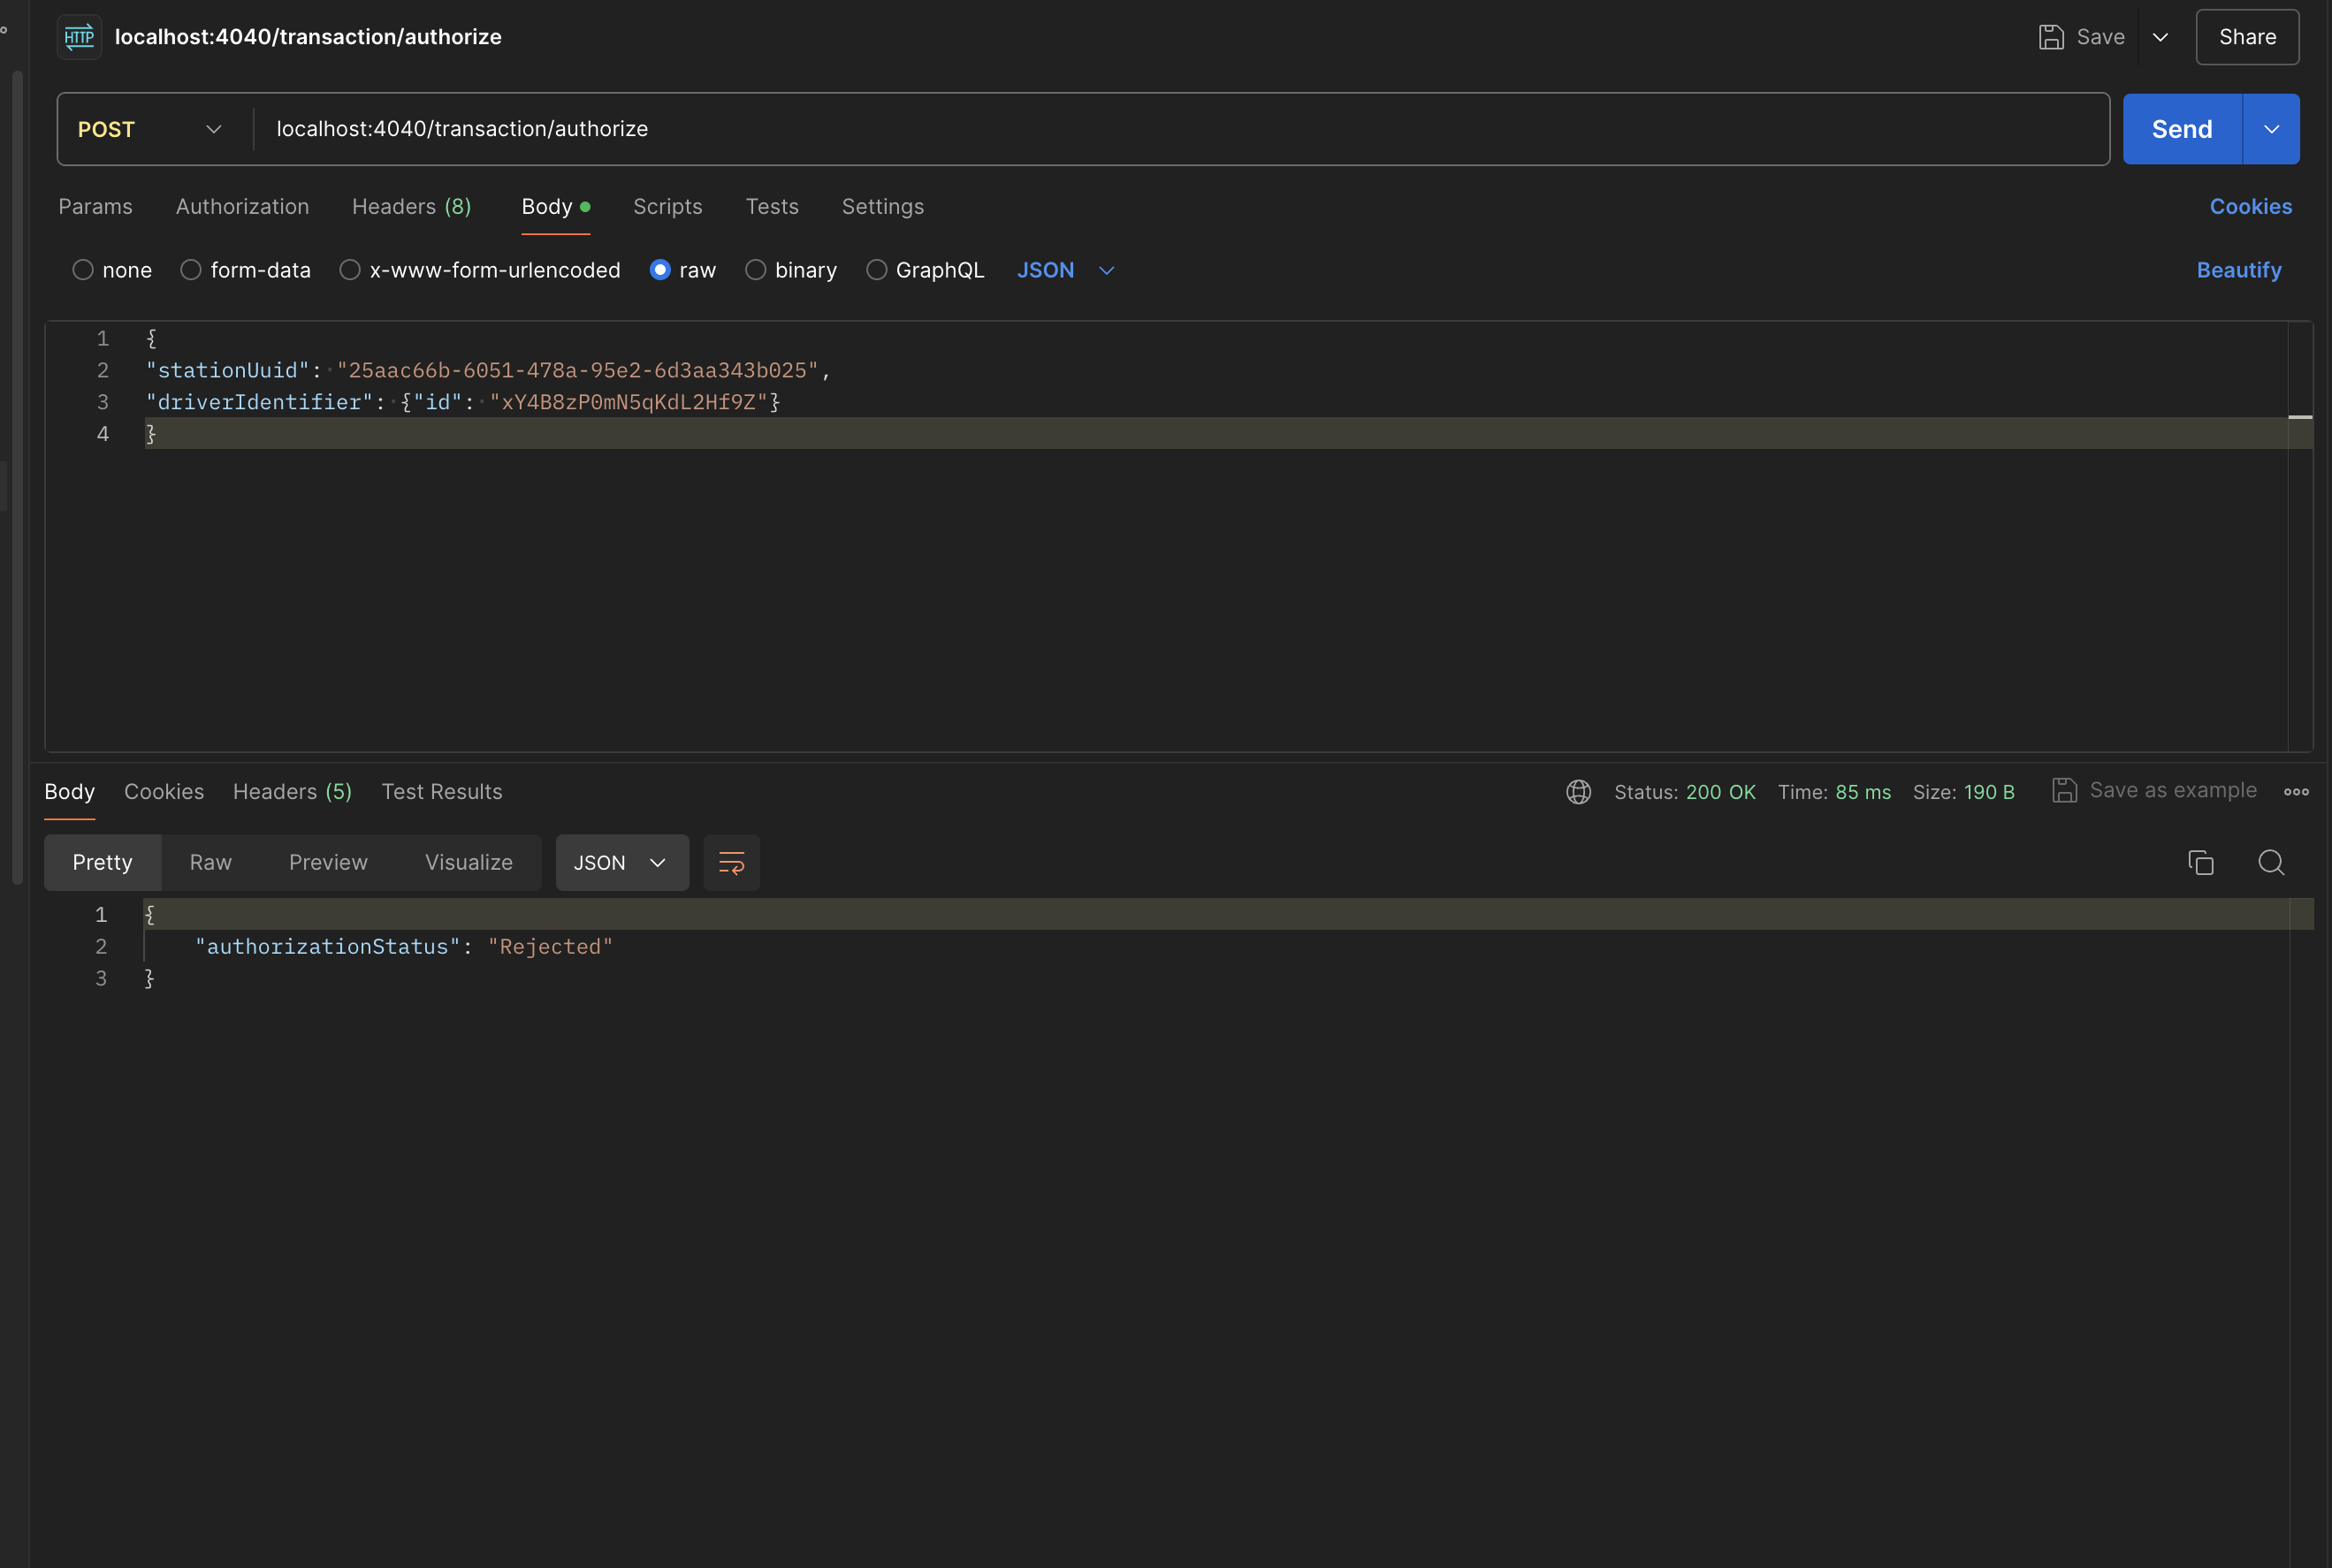 HTTP localhost:4040/transaction/authorize Save Share
POST localhost:4040/transaction/authorize Send
Params Authorization Headers (8) Body Scripts Tests Settings Cookies
none form-data x-www-form-urlencoded raw binary GraphQL JSON Beautify
1 {
2 "stationUuid": "25aac66b-6051-478a-95e2-6d3aa343b025",
3 "driverIdentifier": {"id": "xY4B8zP0mN5qKdL2Hf9Z"}
4 }
Body Cookies Headers (5) Test Results Status: 200 OK Time: 85 ms Size: 190 B Save as example
Pretty Raw Preview Visualize JSON
1 {
2 "authorizationStatus": "Rejected"
3 }